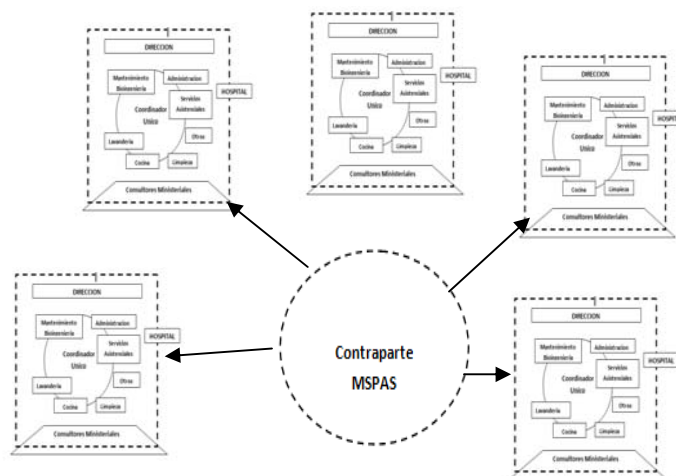 DIRECCION
Mantenimiento
Bioingeniería
Administracion
Servicios
Asistenciales
HOSPITAL
Coordinador
Unico
Otros
Lavandería
Cocina
Limpieza
Consultores Ministeriales
DIRECCION
Mantenimiento
Bioingeniería
Administracion
Servicios
Asistenciales
HOSPITAL
Coordinador
Unico
Otros
Lavandería
Cocina
Limpieza
Consultores Ministeriales
DIRECCION
Mantenimiento
Bioingeniería
Administracion
Servicios
Asistenciales
HOSPITAL
Coordinador
Unico
Otros
Lavandería
Cocina
Limpieza
Consultores Ministeriales
DIRECCION
Mantenimiento
Bioingeniería
Administracion
Servicios
Asistenciales
HOSPITAL
Coordinador
Unico
Otros
Lavandería
Cocina
Limpieza
Consultores Ministeriales
Contraparte
MSPAS
DIRECCION
Mantenimiento
Bioingeniería
Administracion
Servicios
Asistenciales
HOSPITAL
Coordinador
Unico
Otros
Lavandería
Cocina
Limpieza
Consultores Ministeriales